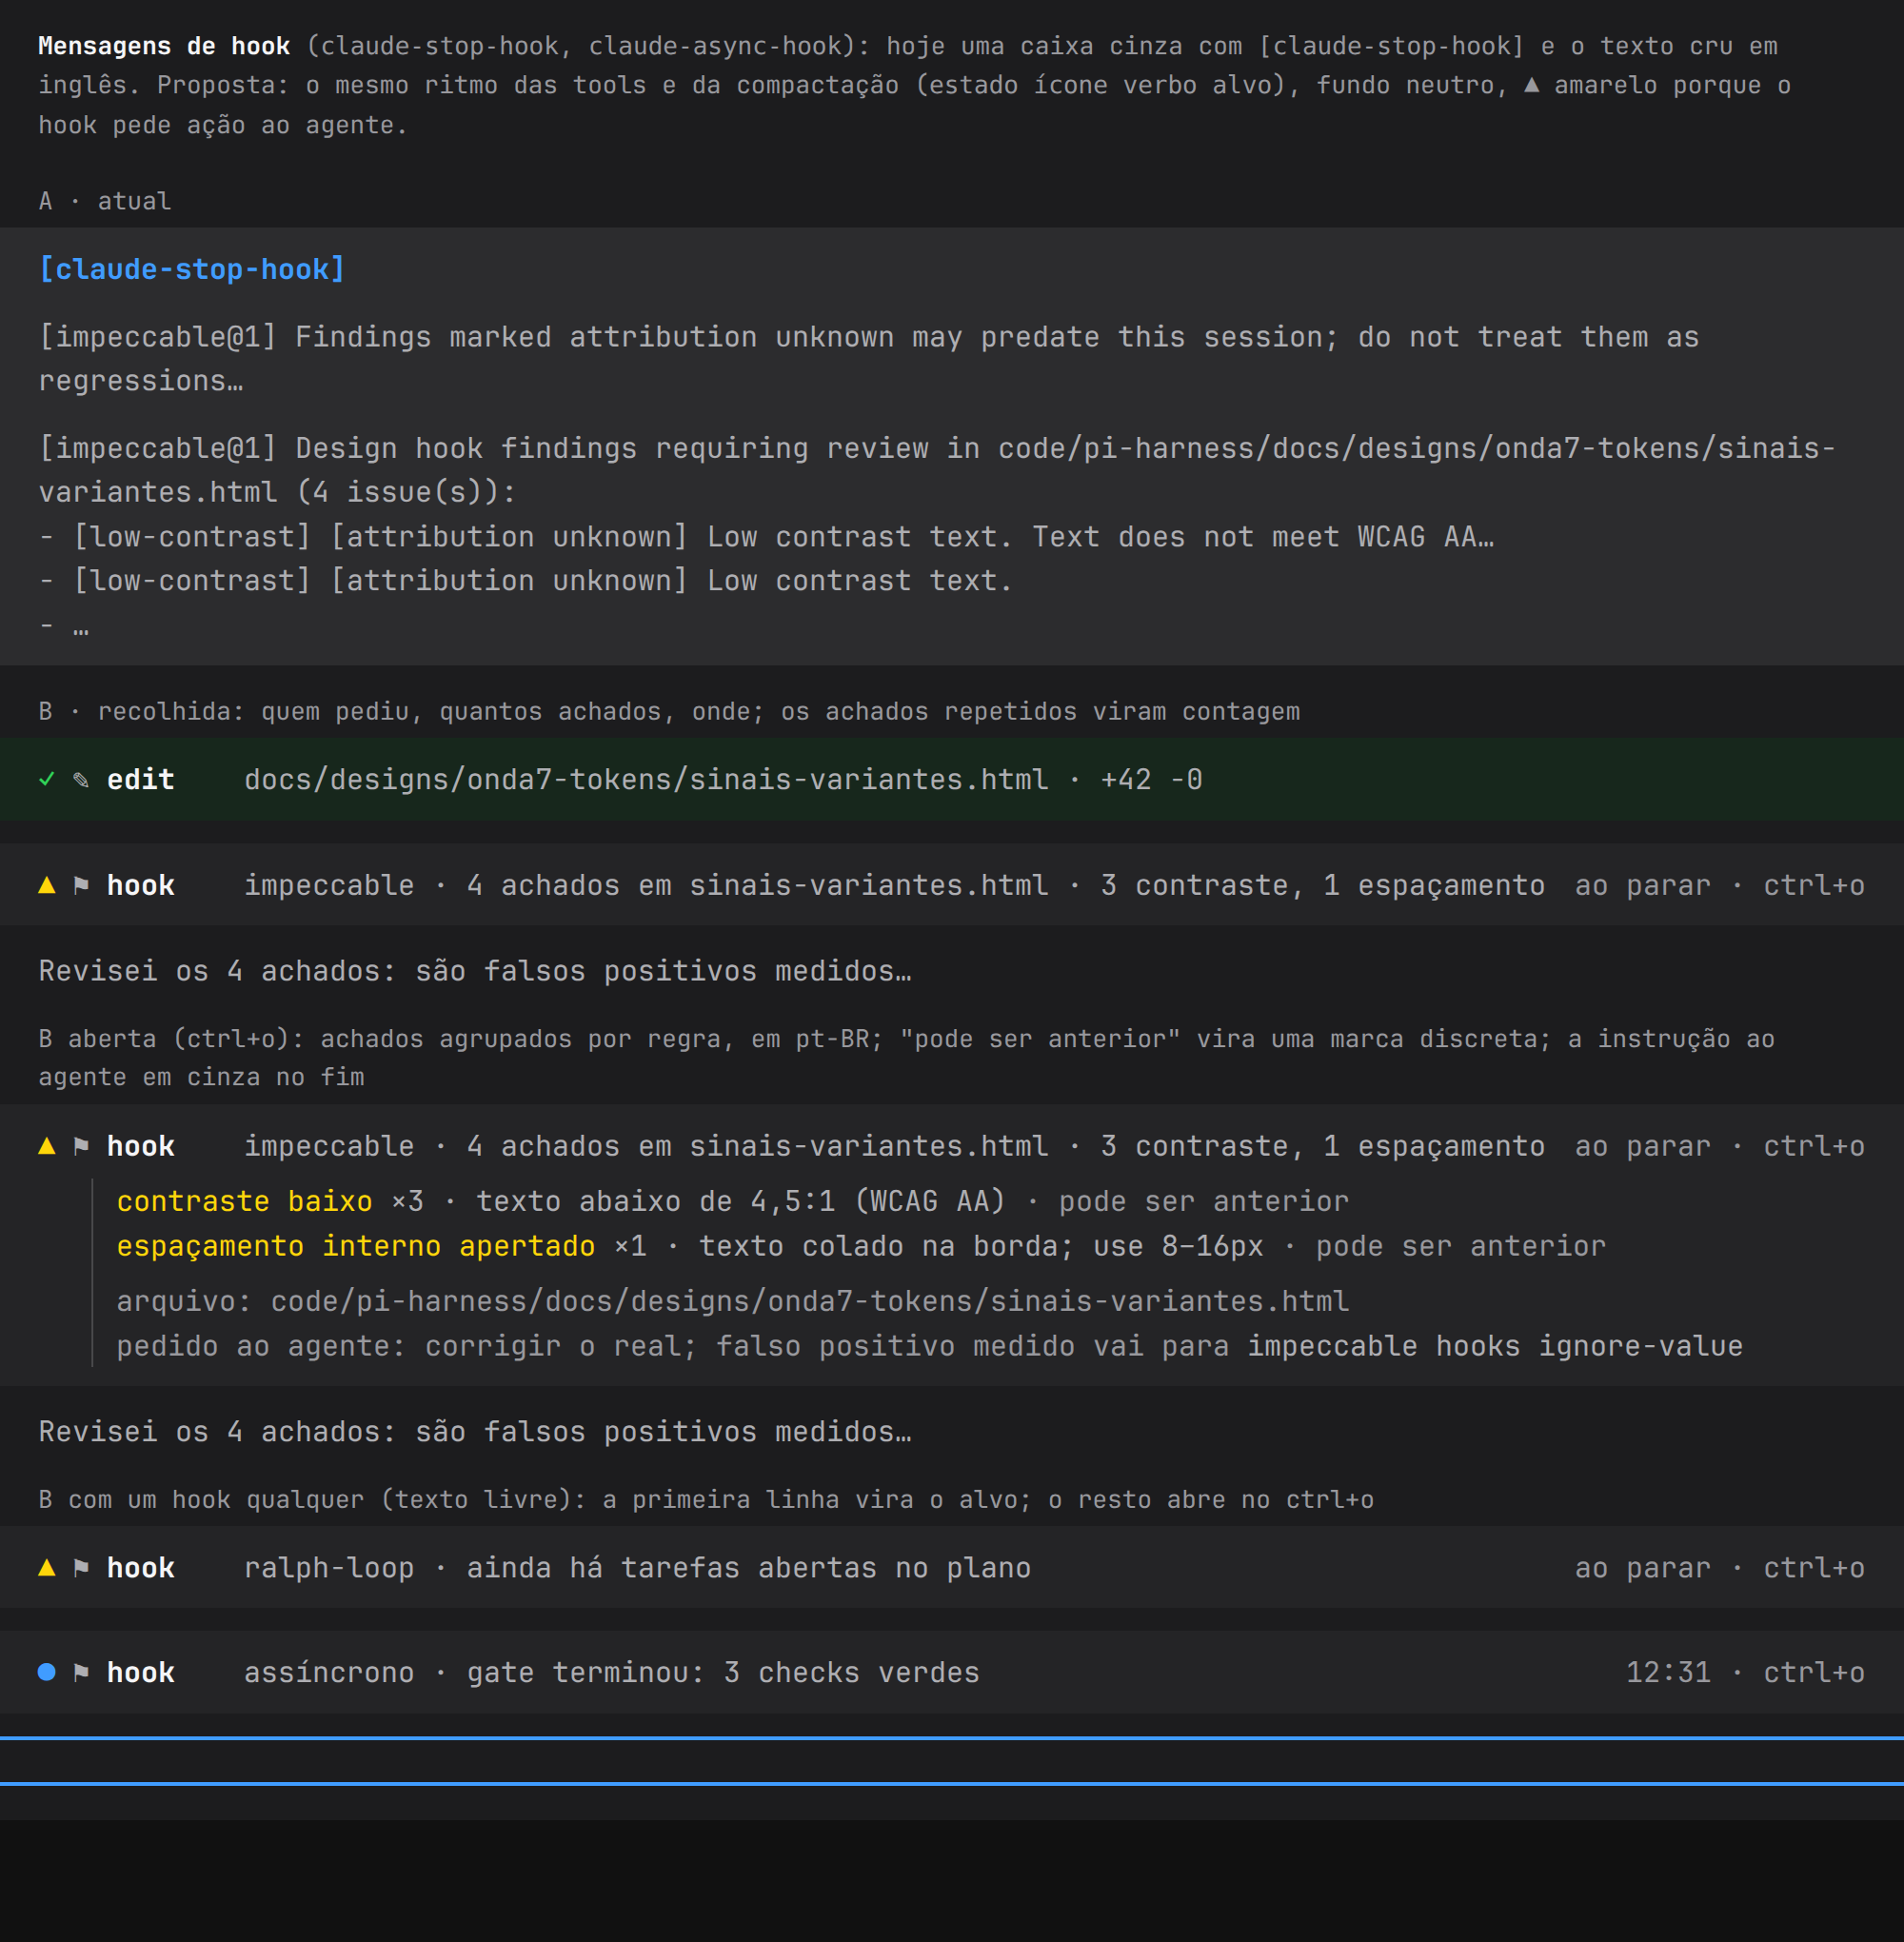 Mensagens de hook (claude-stop-hook, claude-async-hook): hoje uma caixa cinza com [claude-stop-hook] e o texto cru em
inglês. Proposta: o mesmo ritmo das tools e da compactação (estado ícone verbo alvo), fundo neutro, ▲ amarelo porque o
hook pede ação ao agente.
A · atual
[claude-stop-hook]
[impeccable@1] Findings marked attribution unknown may predate this session; do not treat them as
regressions…
[impeccable@1] Design hook findings requiring review in code/pi-harness/docs/designs/onda7-tokens/sinais-
variantes.html (4 issue(s)):
- [low-contrast] [attribution unknown] Low contrast text. Text does not meet WCAG AA…
- [low-contrast] [attribution unknown] Low contrast text.
- …
B · recolhida: quem pediu, quantos achados, onde; os achados repetidos viram contagem
✓ ✎ edit docs/designs/onda7-tokens/sinais-variantes.html · +42 -0
▲ ⚑ hook impeccable · 4 achados em sinais-variantes.html · 3 contraste, 1 espaçamento ao parar · ctrl+o
Revisei os 4 achados: são falsos positivos medidos…
B aberta (ctrl+o): achados agrupados por regra, em pt-BR; "pode ser anterior" vira uma marca discreta; a instrução ao
agente em cinza no fim
▲ ⚑ hook impeccable · 4 achados em sinais-variantes.html · 3 contraste, 1 espaçamento ao parar · ctrl+o
contraste baixo ×3 · texto abaixo de 4,5:1 (WCAG AA) · pode ser anterior
espaçamento interno apertado ×1 · texto colado na borda; use 8–16px · pode ser anterior
arquivo: code/pi-harness/docs/designs/onda7-tokens/sinais-variantes.html
pedido ao agente: corrigir o real; falso positivo medido vai para impeccable hooks ignore-value
Revisei os 4 achados: são falsos positivos medidos…
B com um hook qualquer (texto livre): a primeira linha vira o alvo; o resto abre no ctrl+o
▲ ⚑ hook ralph-loop · ainda há tarefas abertas no plano ao parar · ctrl+o
● ⚑ hook assíncrono · gate terminou: 3 checks verdes 12:31 · ctrl+o